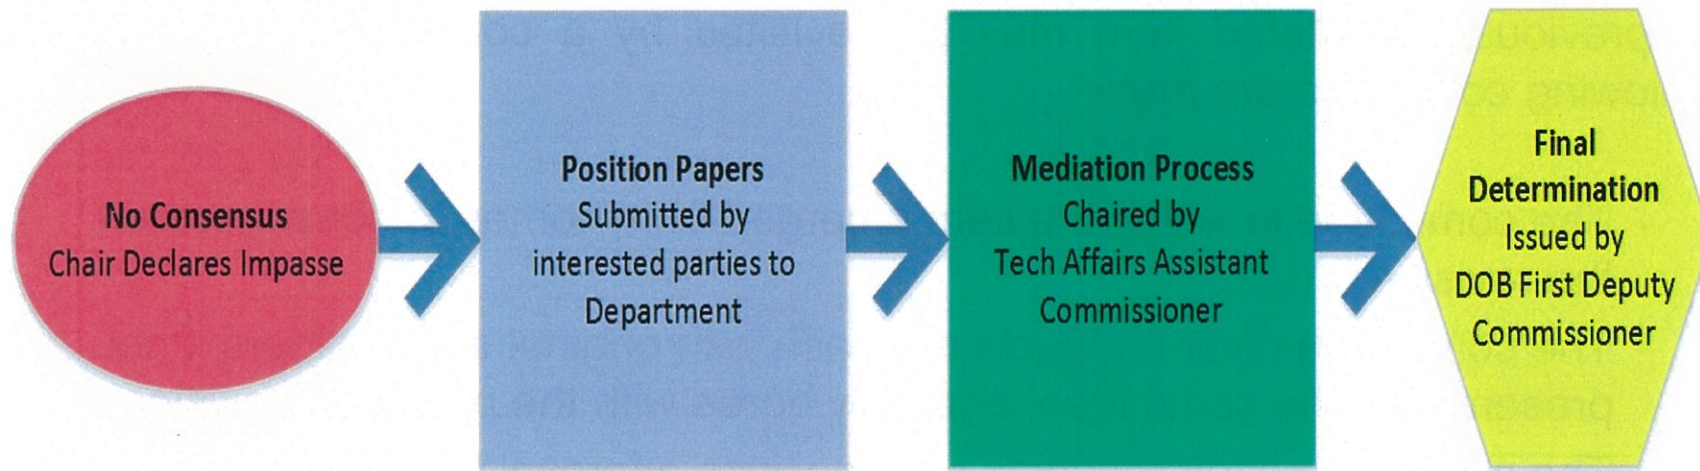 No Consensus
Chair Declares Impasse
Position Papers
Submitted by
interested parties to
Department
Mediation Process
Chaired by
Tech Affairs Assistant
Commissioner
Final
Determination
Issued by
DOB First Deputy
Commissioner